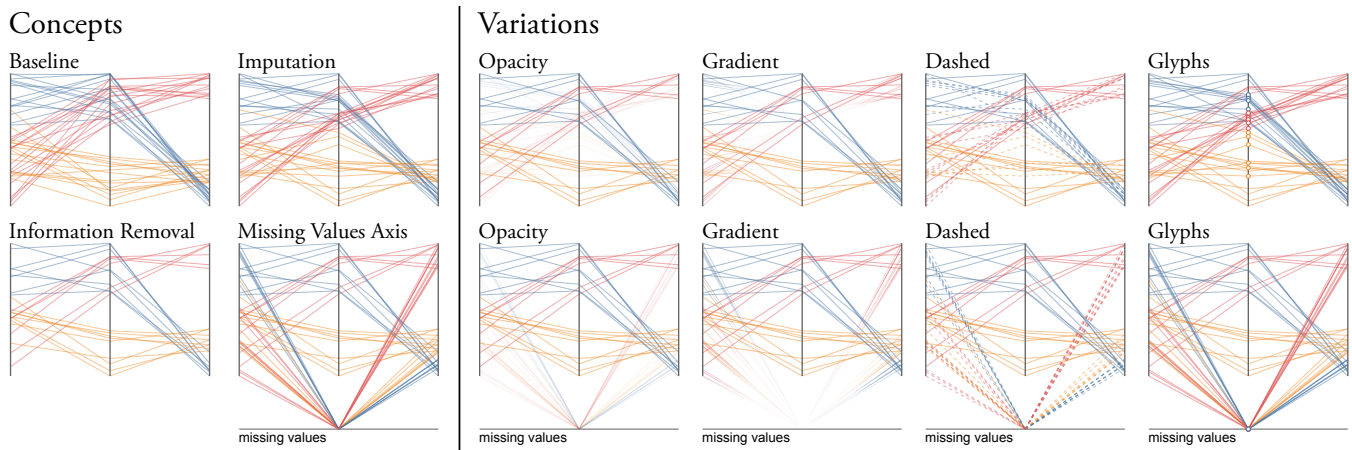 Concepts
Variations
Baseline
Imputation
Opacity
Gradient
Dashed
Glyphs
Information Removal
Missing Values Axis
Opacity
Gradient
Dashed
Glyphs
missing values
missing values
missing values
missing values
missing values